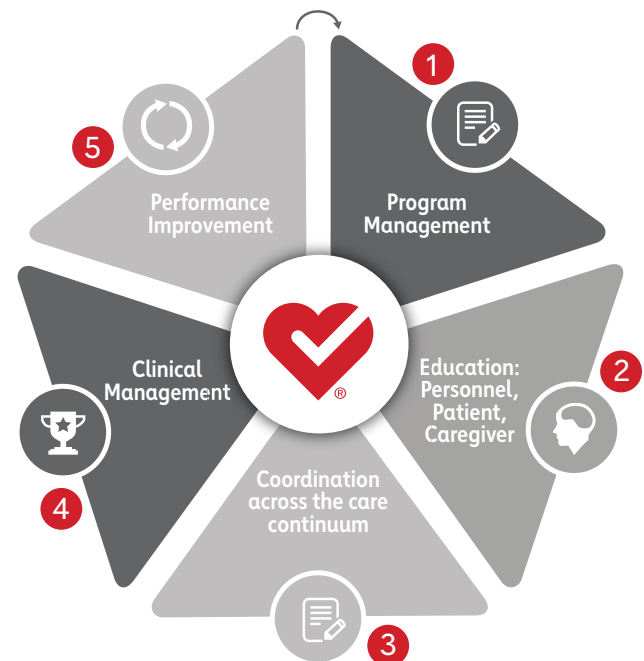 1
Program
Management
2
Education:
Personnel,
Patient,
Caregiver
3
Coordination
across the care
continuum
4
Clinical
Management
5
Performance
Improvement
®